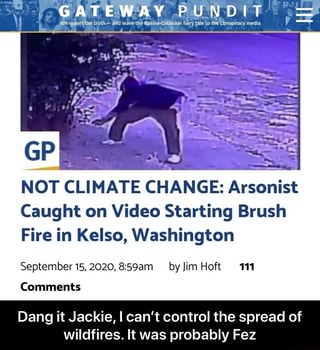 GATEWAY PUNDIT
We report the truth — and leave the Russia-Collusion fairy tale to the Conspiracy media
GP
NOT CLIMATE CHANGE: Arsonist
Caught on Video Starting Brush
Fire in Kelso, Washington
September 15, 2020, 8:59am by Jim Hoft 111
Comments
Dang it Jackie, I can't control the spread of
wildfires. It was probably Fez